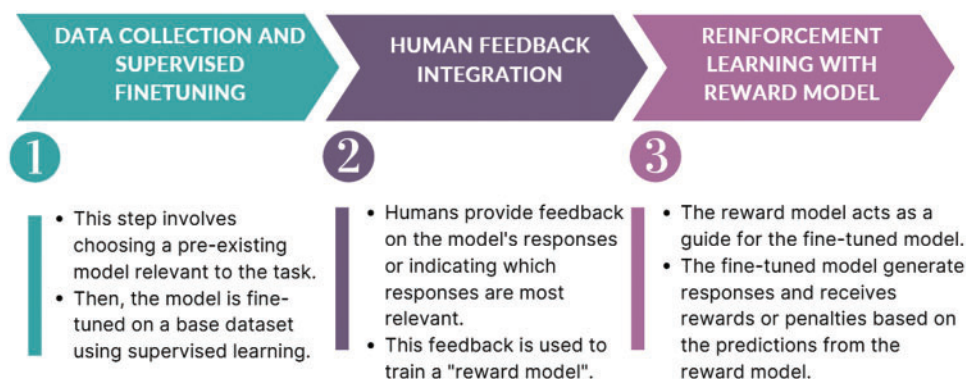 DATA COLLECTION AND
SUPERVISED
FINETUNING
HUMAN FEEDBACK
INTEGRATION
REINFORCEMENT
LEARNING WITH
REWARD MODEL
1
• This step involves
choosing a pre-existing
model relevant to the task.
• Then, the model is fine-
tuned on a base dataset
using supervised learning.
2
• Humans provide feedback
on the model's responses
or indicating which
responses are most
relevant.
• This feedback is used to
train a "reward model".
3
• The reward model acts as a
guide for the fine-tuned model.
• The fine-tuned model generate
responses and receives
rewards or penalties based on
the predictions from the
reward model.